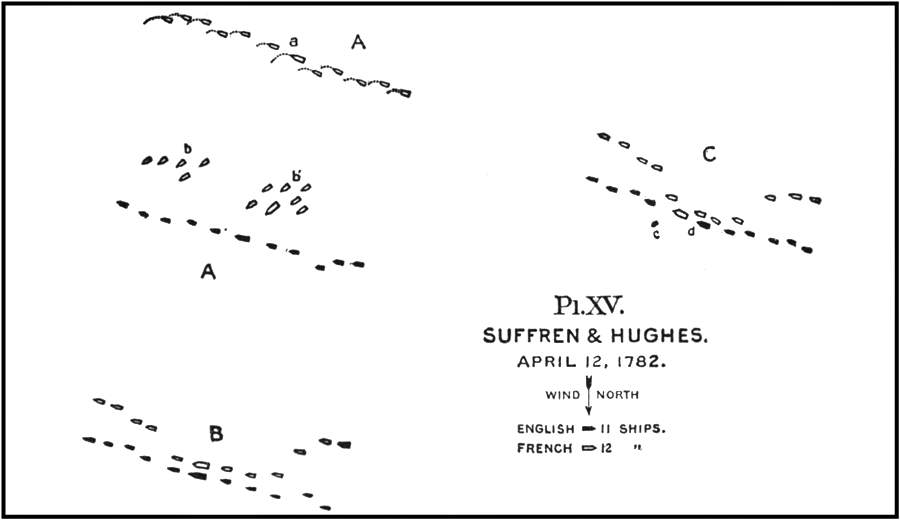 a A
b b'
A
C
c d
Pl.XV.
SUFFREN & HUGHES.
APRIL 12, 1782.
WIND NORTH
ENGLISH 11 SHIPS.
FRENCH 12 "
B